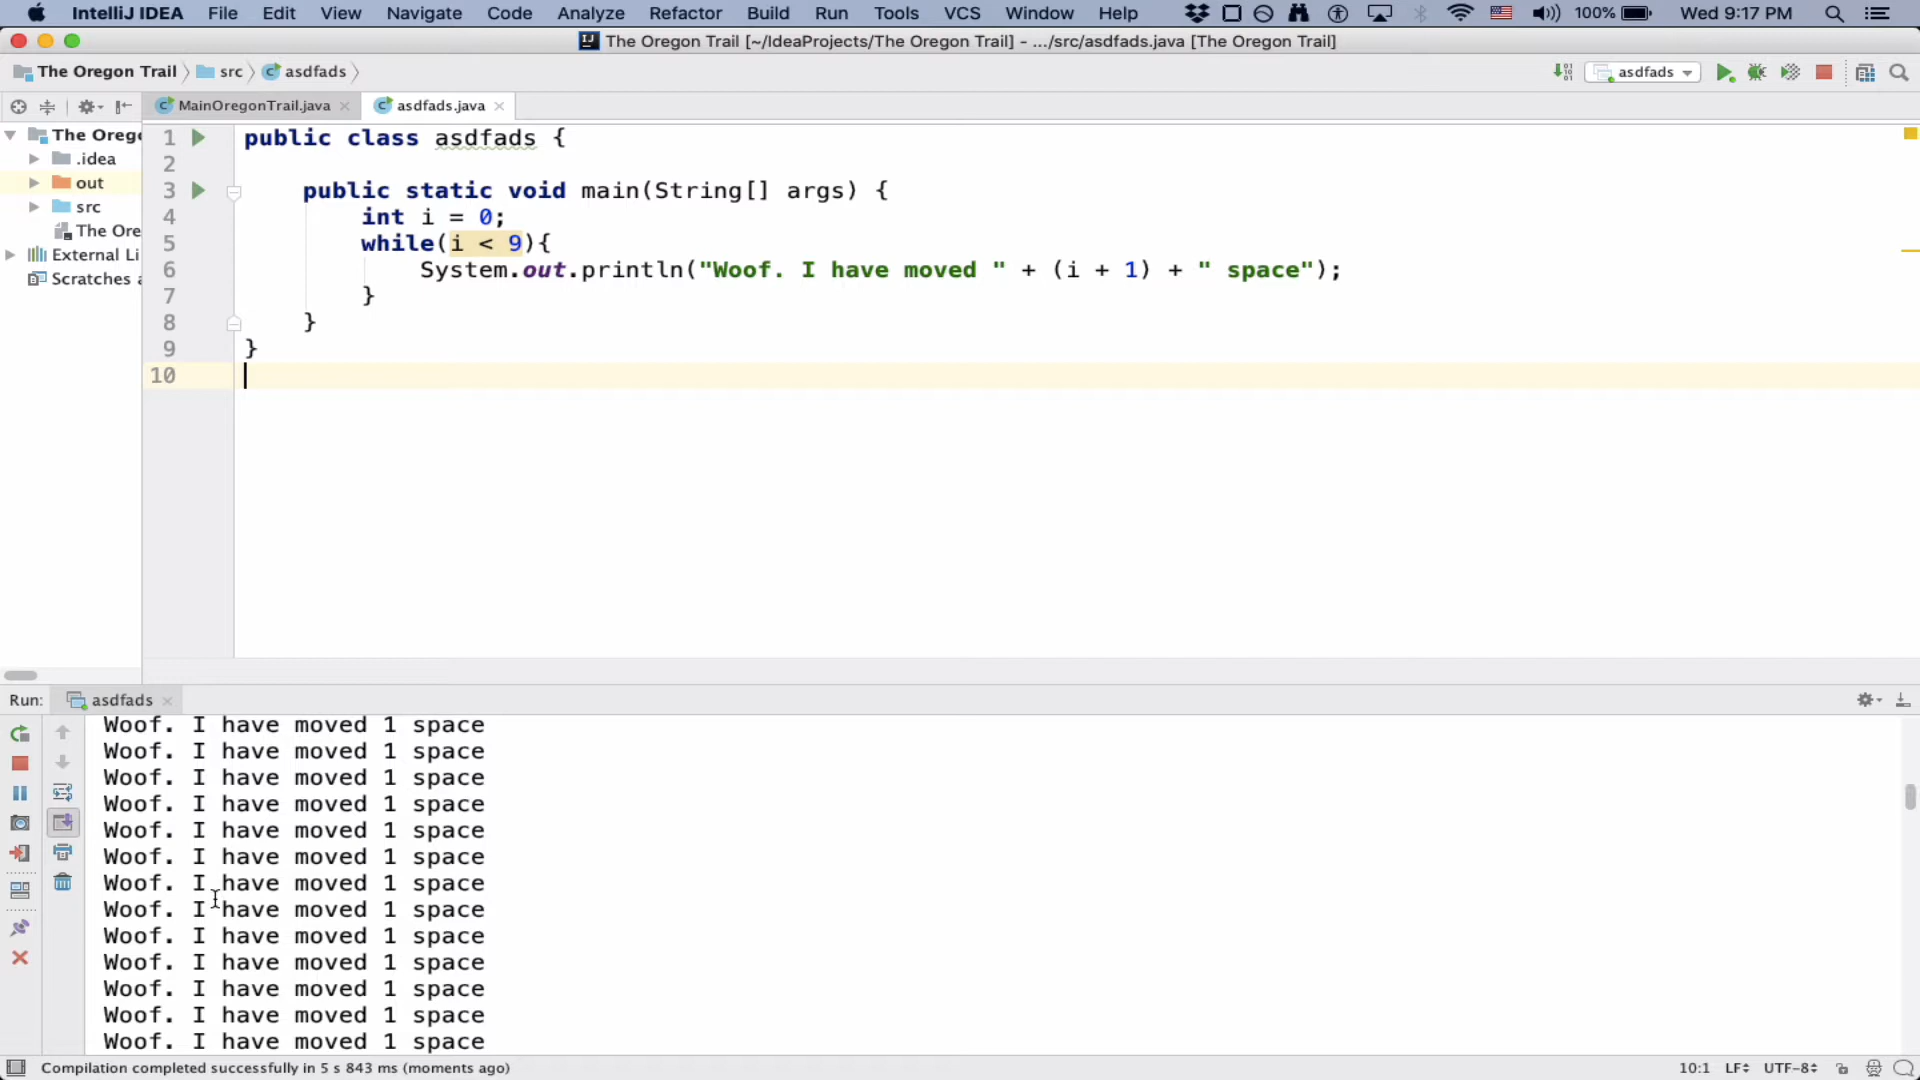 IntelliJ IDEA File Edit View Navigate Code Analyze Refactor Build Run Tools VCS Window Help 100% Wed 9:17 PM
The Oregon Trail [~/IdeaProjects/The Oregon Trail] - .../src/asdfads.java [The Oregon Trail]
The Oregon Trail src asdfads asdfads
MainOregonTrail.java asdfads.java
The Orego
.idea
out
src
The Ore
External Li
Scratches a
1 public class asdfads {
2
3 public static void main(String[] args) {
4 int i = 0;
5 while(i < 9){
6 System.out.println("Woof. I have moved " + (i + 1) + " space");
7 }
8 }
9 }
10
Run: asdfads
Woof. I have moved 1 space
Woof. I have moved 1 space
Woof. I have moved 1 space
Woof. I have moved 1 space
Woof. I have moved 1 space
Woof. I have moved 1 space
Woof. I have moved 1 space
Woof. I have moved 1 space
Woof. I have moved 1 space
Woof. I have moved 1 space
Woof. I have moved 1 space
Woof. I have moved 1 space
Woof. I have moved 1 space
Compilation completed successfully in 5 s 843 ms (moments ago) 10:1 LF UTF-8